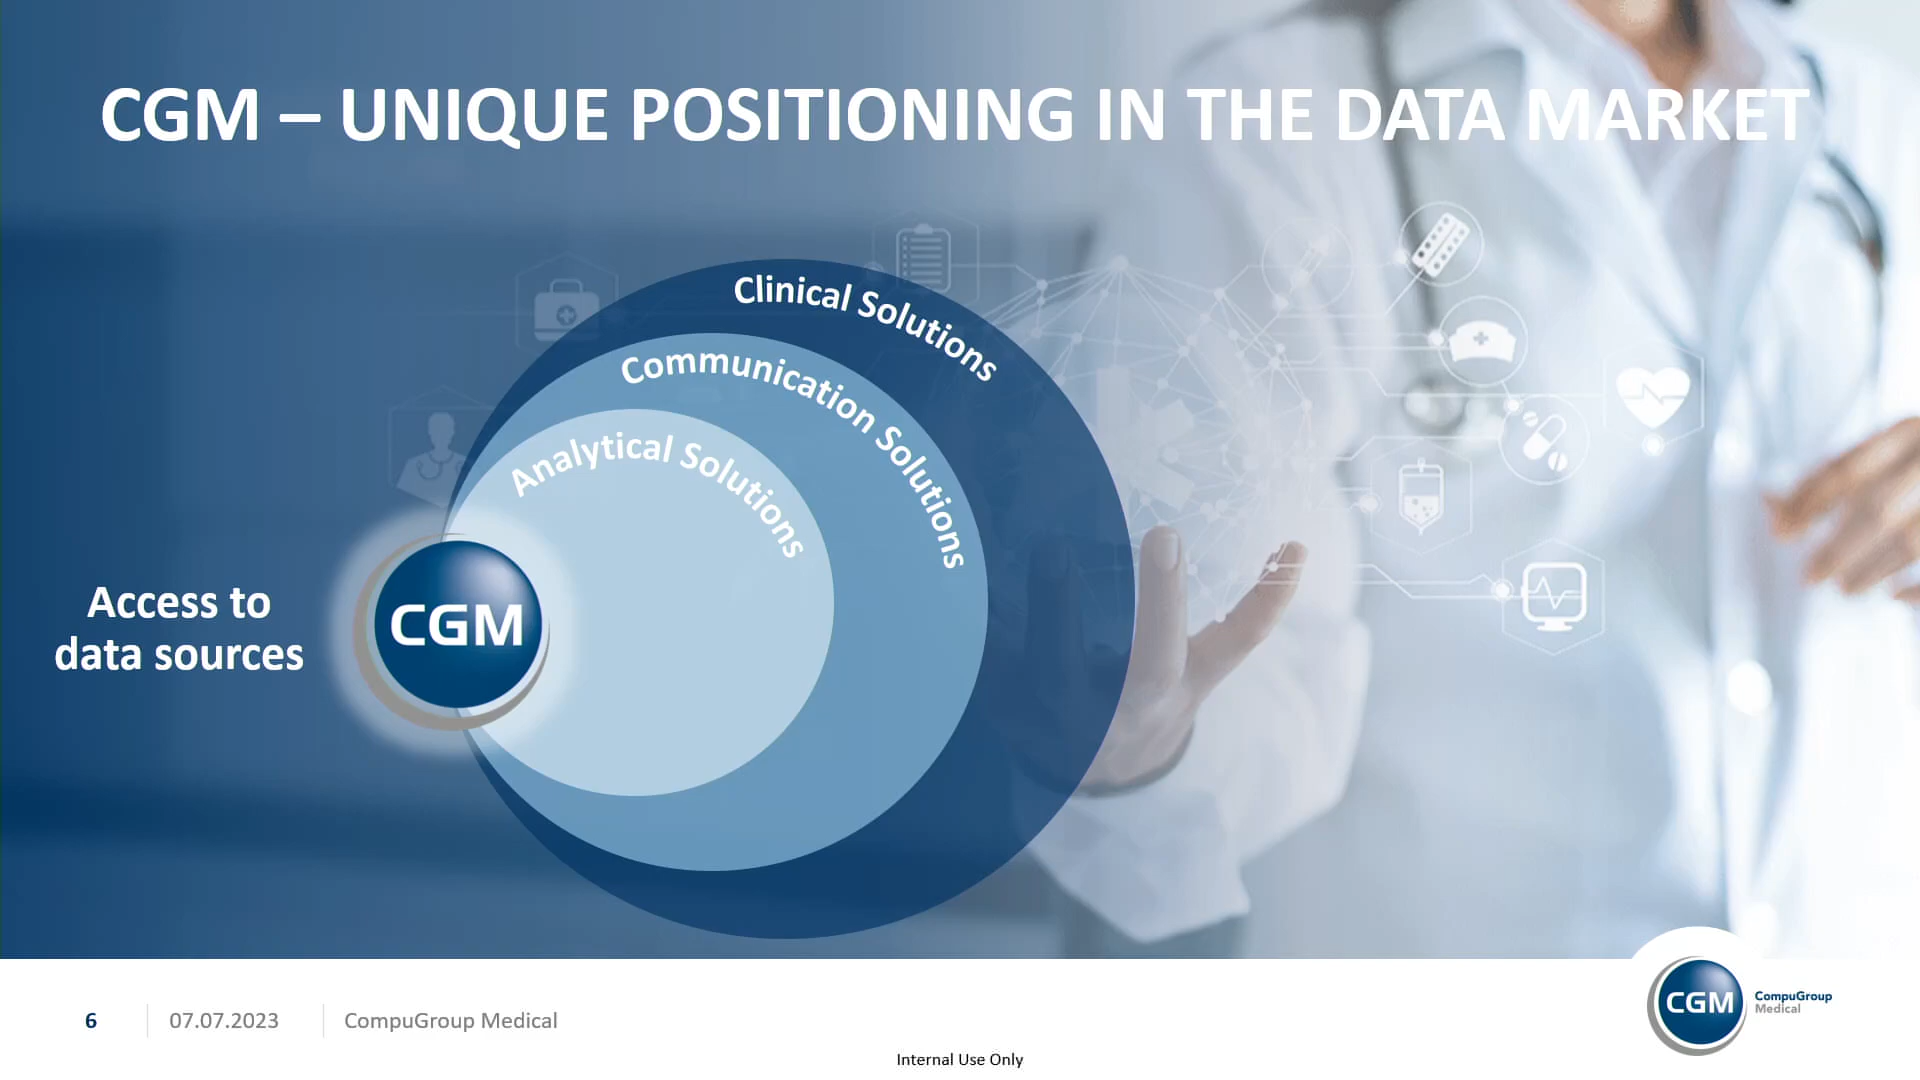 CGM – UNIQUE POSITIONING IN THE DATA MARKET
Clinical Solutions
Communication Solutions
Analytical Solutions
Access to
data sources
CGM
6
07.07.2023
CompuGroup Medical
Internal Use Only
CGM
CompuGroup
Medical